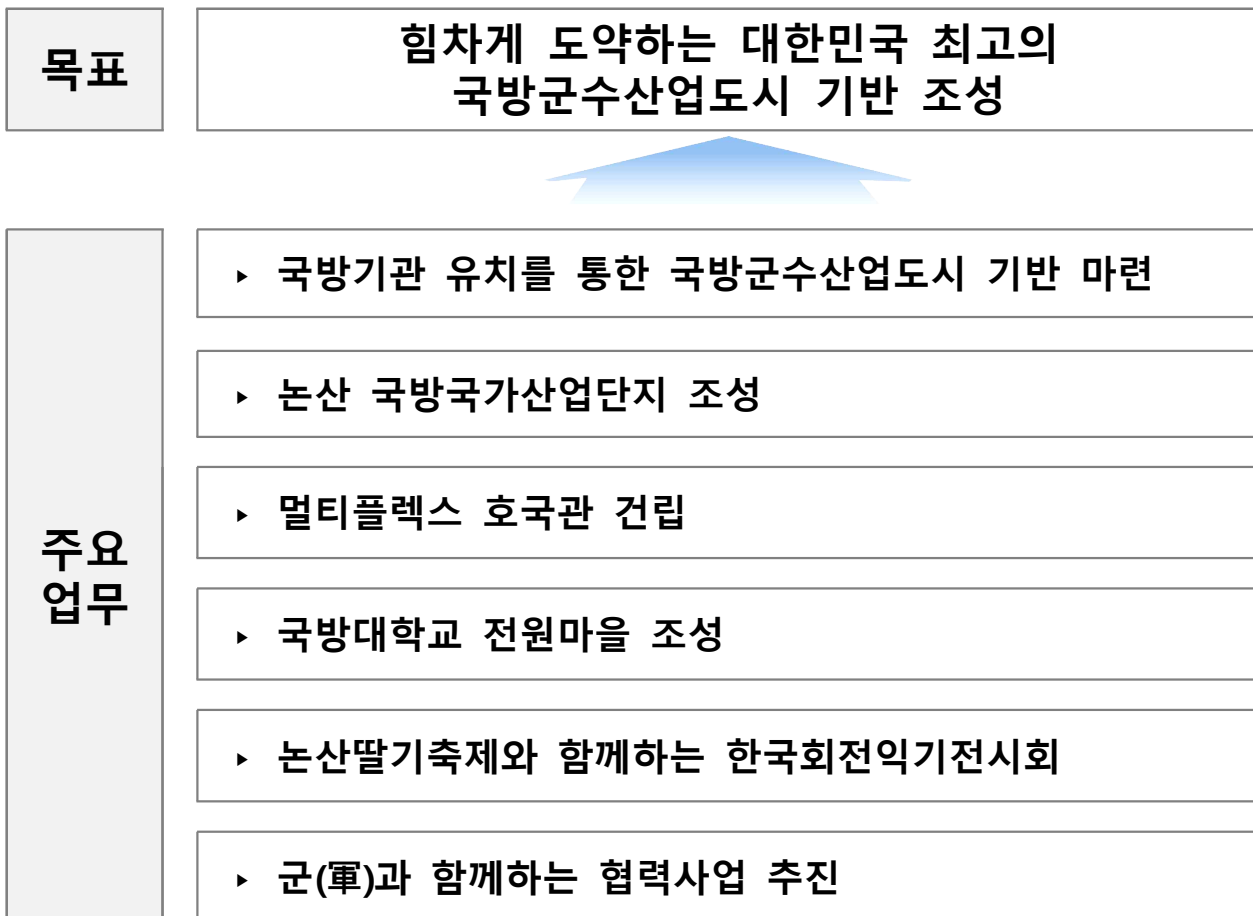 목표
힘차게 도약하는 대한민국 최고의
국방군수산업도시 기반 조성
주요
업무
▸ 국방기관 유치를 통한 국방군수산업도시 기반 마련
▸ 논산 국방국가산업단지 조성
▸ 멀티플렉스 호국관 건립
▸ 국방대학교 전원마을 조성
▸ 논산딸기축제와 함께하는 한국회전익기전시회
▸ 군(軍)과 함께하는 협력사업 추진